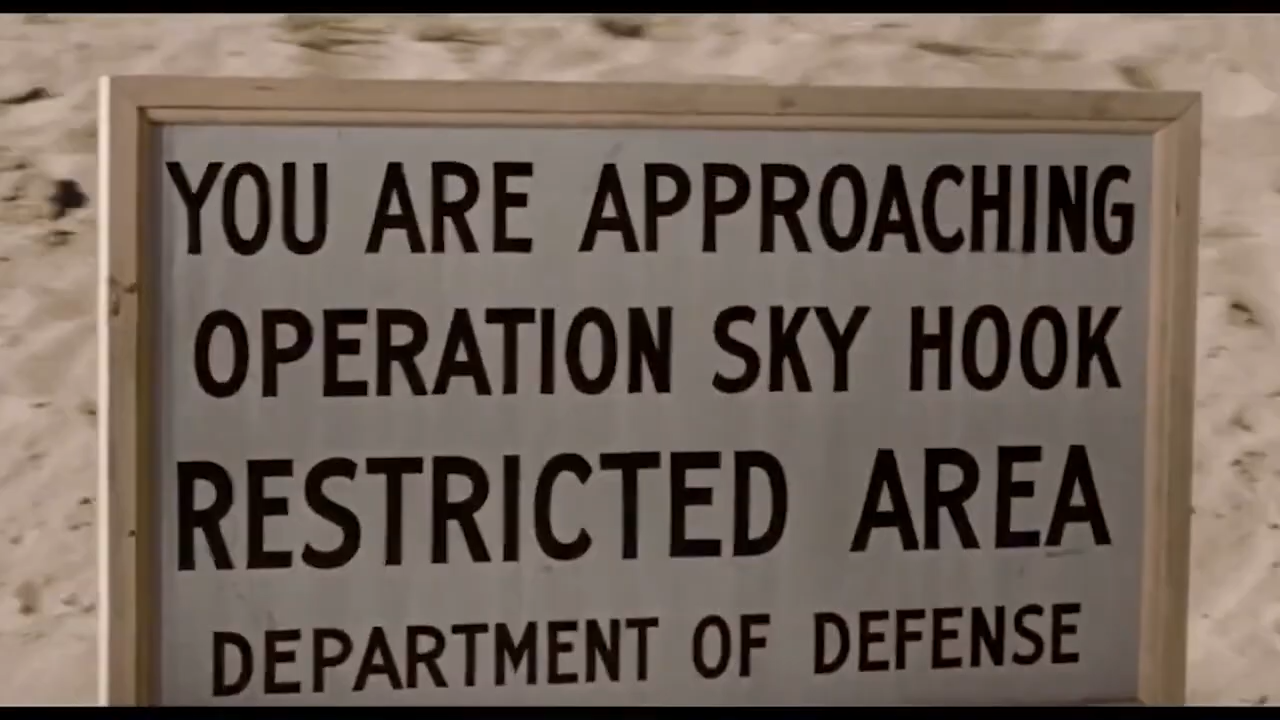 YOU ARE APPROACHING
OPERATION SKY HOOK
RESTRICTED AREA
DEPARTMENT OF DEFENSE